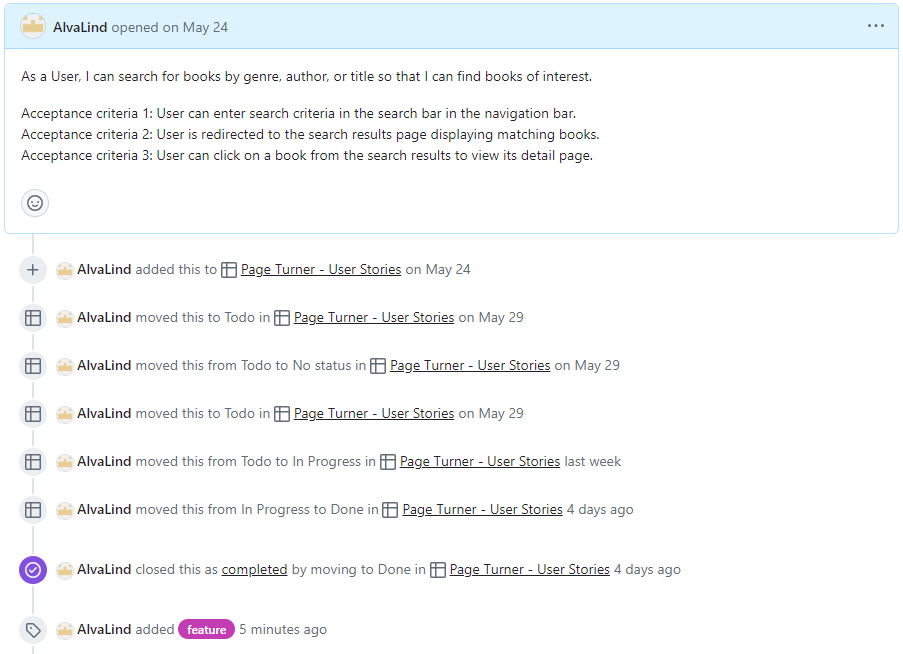 AlvaLind opened on May 24
As a User, I can search for books by genre, author, or title so that I can find books of interest.
Acceptance criteria 1: User can enter search criteria in the search bar in the navigation bar.
Acceptance criteria 2: User is redirected to the search results page displaying matching books.
Acceptance criteria 3: User can click on a book from the search results to view its detail page.
AlvaLind added this to Page Turner - User Stories on May 24
AlvaLind moved this to Todo in Page Turner - User Stories on May 29
AlvaLind moved this from Todo to No status in Page Turner - User Stories on May 29
AlvaLind moved this to Todo in Page Turner - User Stories on May 29
AlvaLind moved this from Todo to In Progress in Page Turner - User Stories last week
AlvaLind moved this from In Progress to Done in Page Turner - User Stories 4 days ago
AlvaLind closed this as completed by moving to Done in Page Turner - User Stories 4 days ago
AlvaLind added feature 5 minutes ago